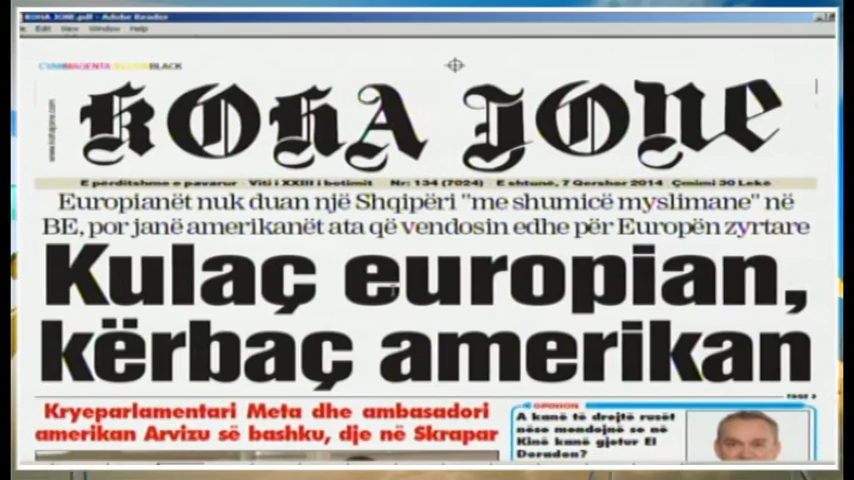 KOHA JONE.pdf - Adobe Reader
Edit View Window Help
CYANMAGENTAYELLOWBLACK
www.kohajone.com
KOHA JONE
E përditshme e pavarur Viti i XXIII i botimit Nr: 134 (7024) E shtunë, 7 Qershor 2014 Çmimi 30 Lekë
Europianët nuk duan një Shqipëri "me shumicë myslimane" në
BE, por janë amerikanët ata që vendosin edhe për Europën zyrtare
Kulaç europian,
kërbaç amerikan
PAGE 3
Kryeparlamentari Meta dhe ambasadori
amerikan Arvizu së bashku, dje në Skrapar
OPINION
A kanë të drejtë rusët
nëse mendojnë se në
Kinë kanë gjetur El
Doradon?